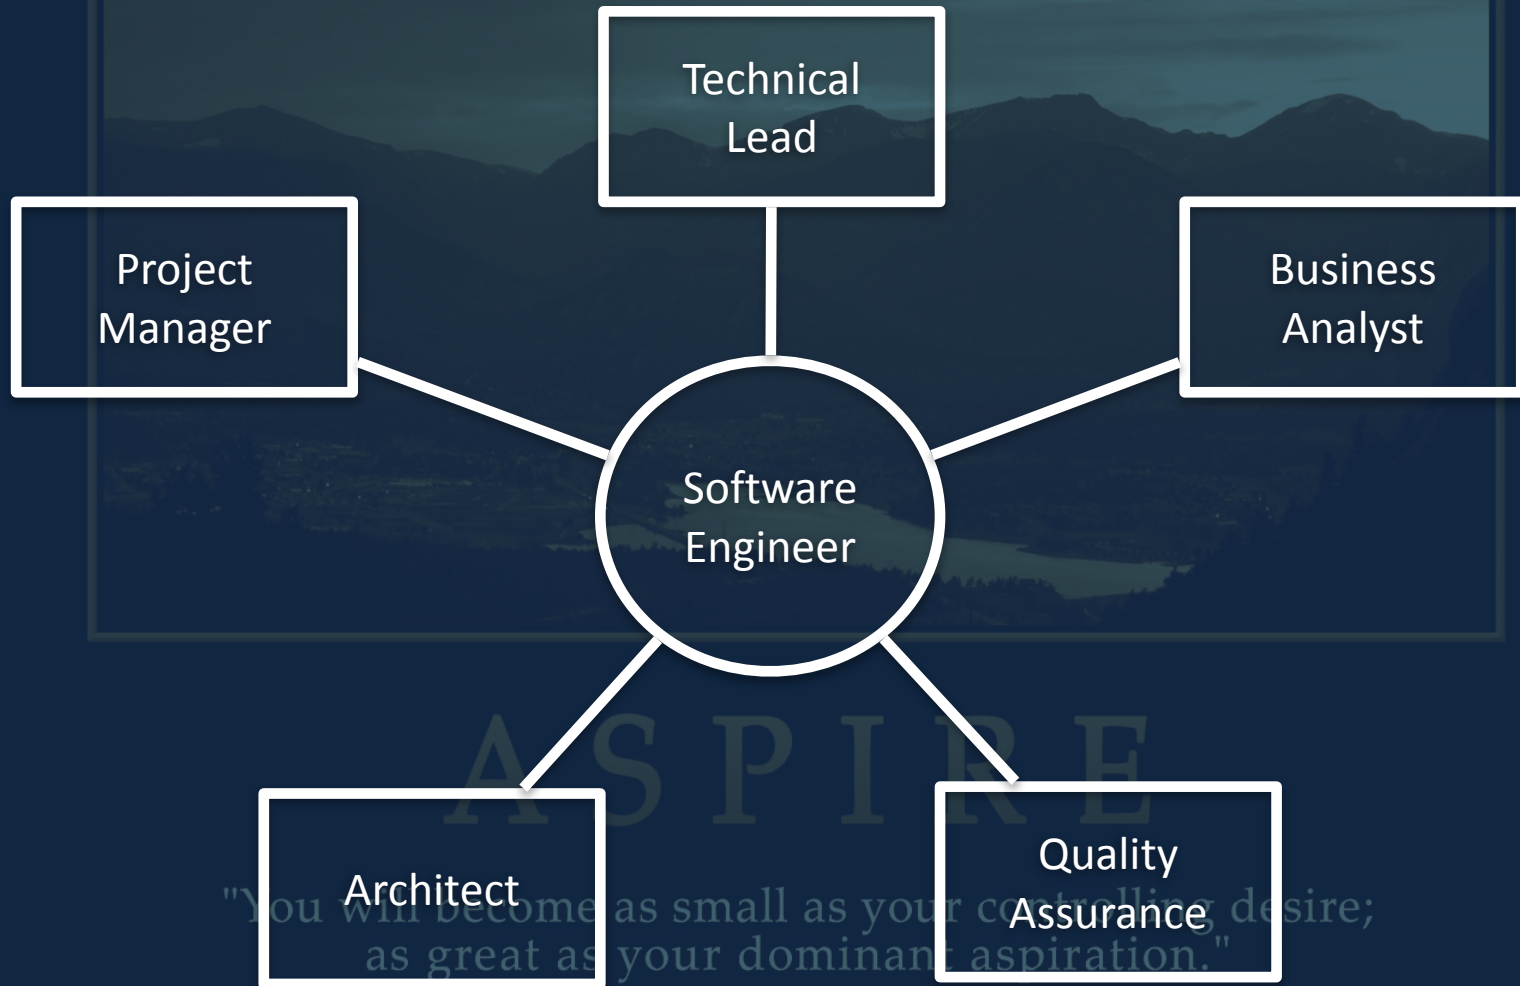 Technical
Lead
Project
Manager
Business
Analyst
Software
Engineer
ASPIRE
Architect
Quality
Assurance
"You will become as small as your controlling desire;
as great as your dominant aspiration."